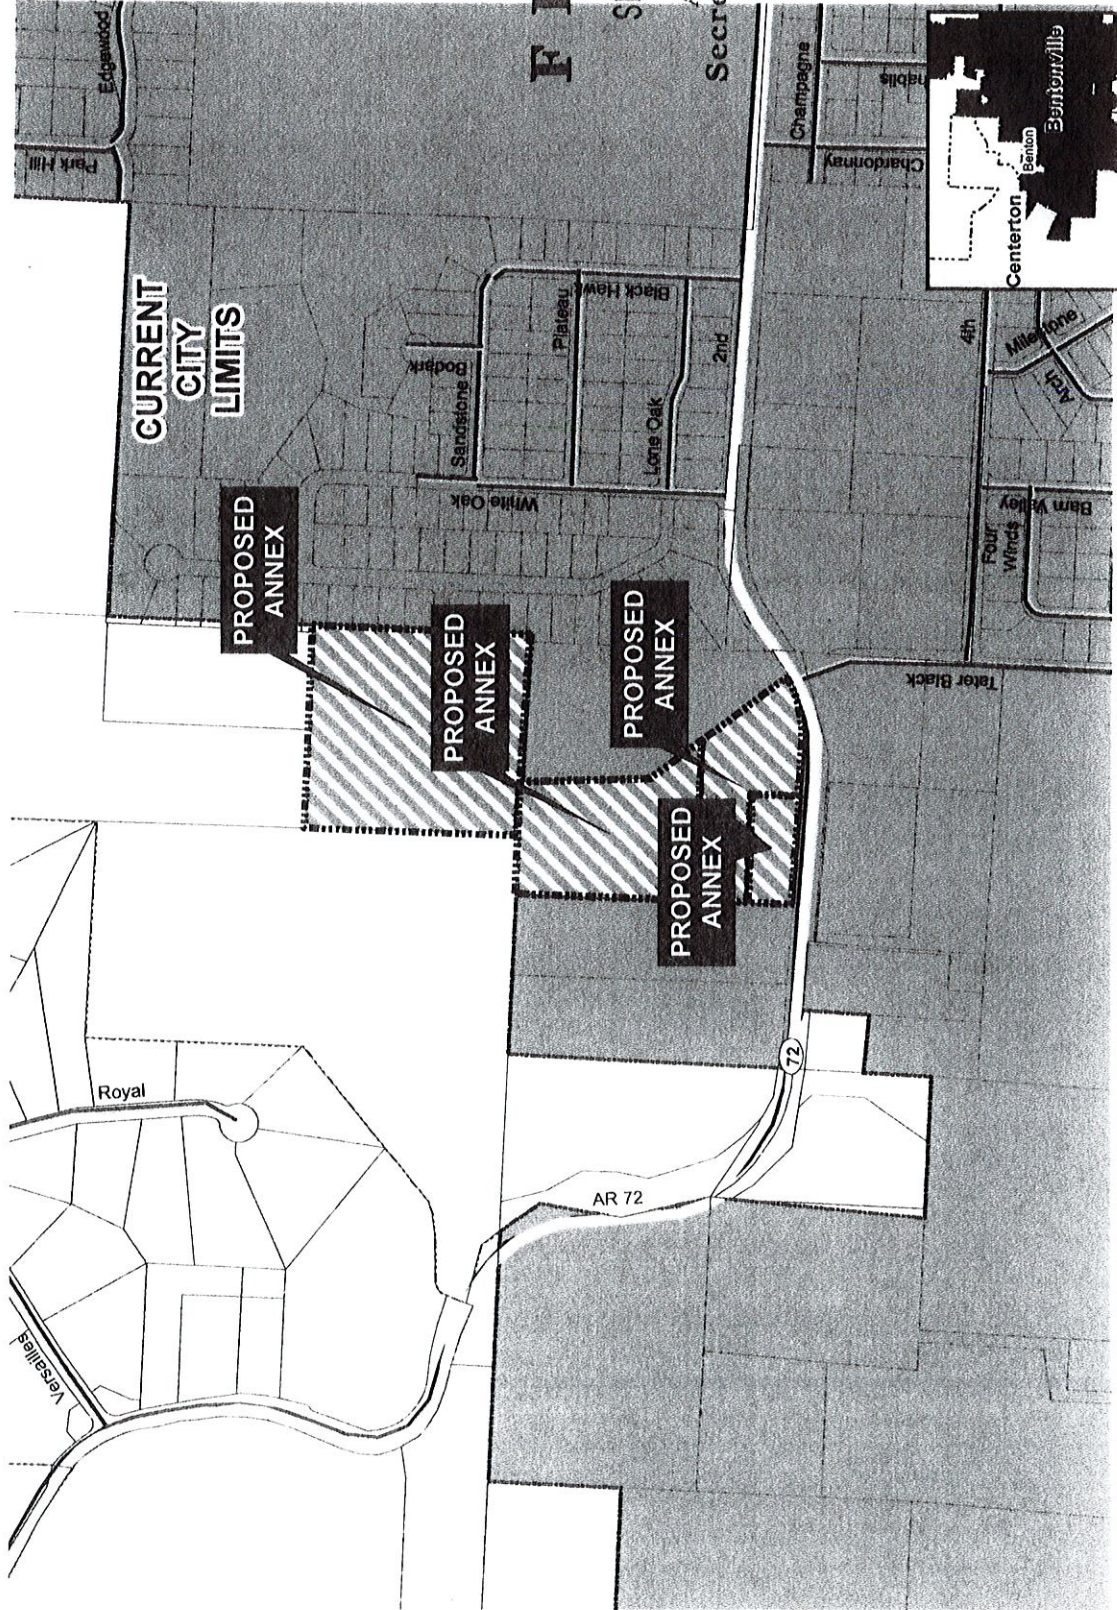 Edgewood
Park Hill
CURRENT
CITY
LIMITS
F
Secre
Champagne
Chardonnay
Centerton
Benton
Bentonville
Bodark
Sandstone
Plateau
Black Hawk
Lone Oak
2nd
White Oak
4th
Milestone
Arch
Four
Winds
Barn Valley
Tater Black
PROPOSED
ANNEX
PROPOSED
ANNEX
PROPOSED
ANNEX
PROPOSED
ANNEX
Royal
Versailles
AR 72
72